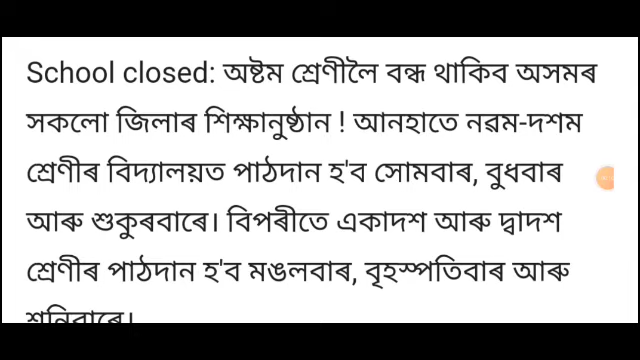 School closed: অষ্টম শ্ৰেণীলৈ বন্ধ থাকিব অসমৰ
সকলো জিলাৰ শিক্ষানুষ্ঠান ! আনহাতে নৱম-দশম
শ্ৰেণীৰ বিদ্যালয়ত পাঠদান হ'ব সোমবাৰ, বুধবাৰ
আৰু শুকুৰবাৰে। বিপৰীতে একাদশ আৰু দ্বাদশ
শ্ৰেণীৰ পাঠদান হ'ব মঙলবাৰ, বৃহস্পতিবাৰ আৰু
শনিবাৰে।